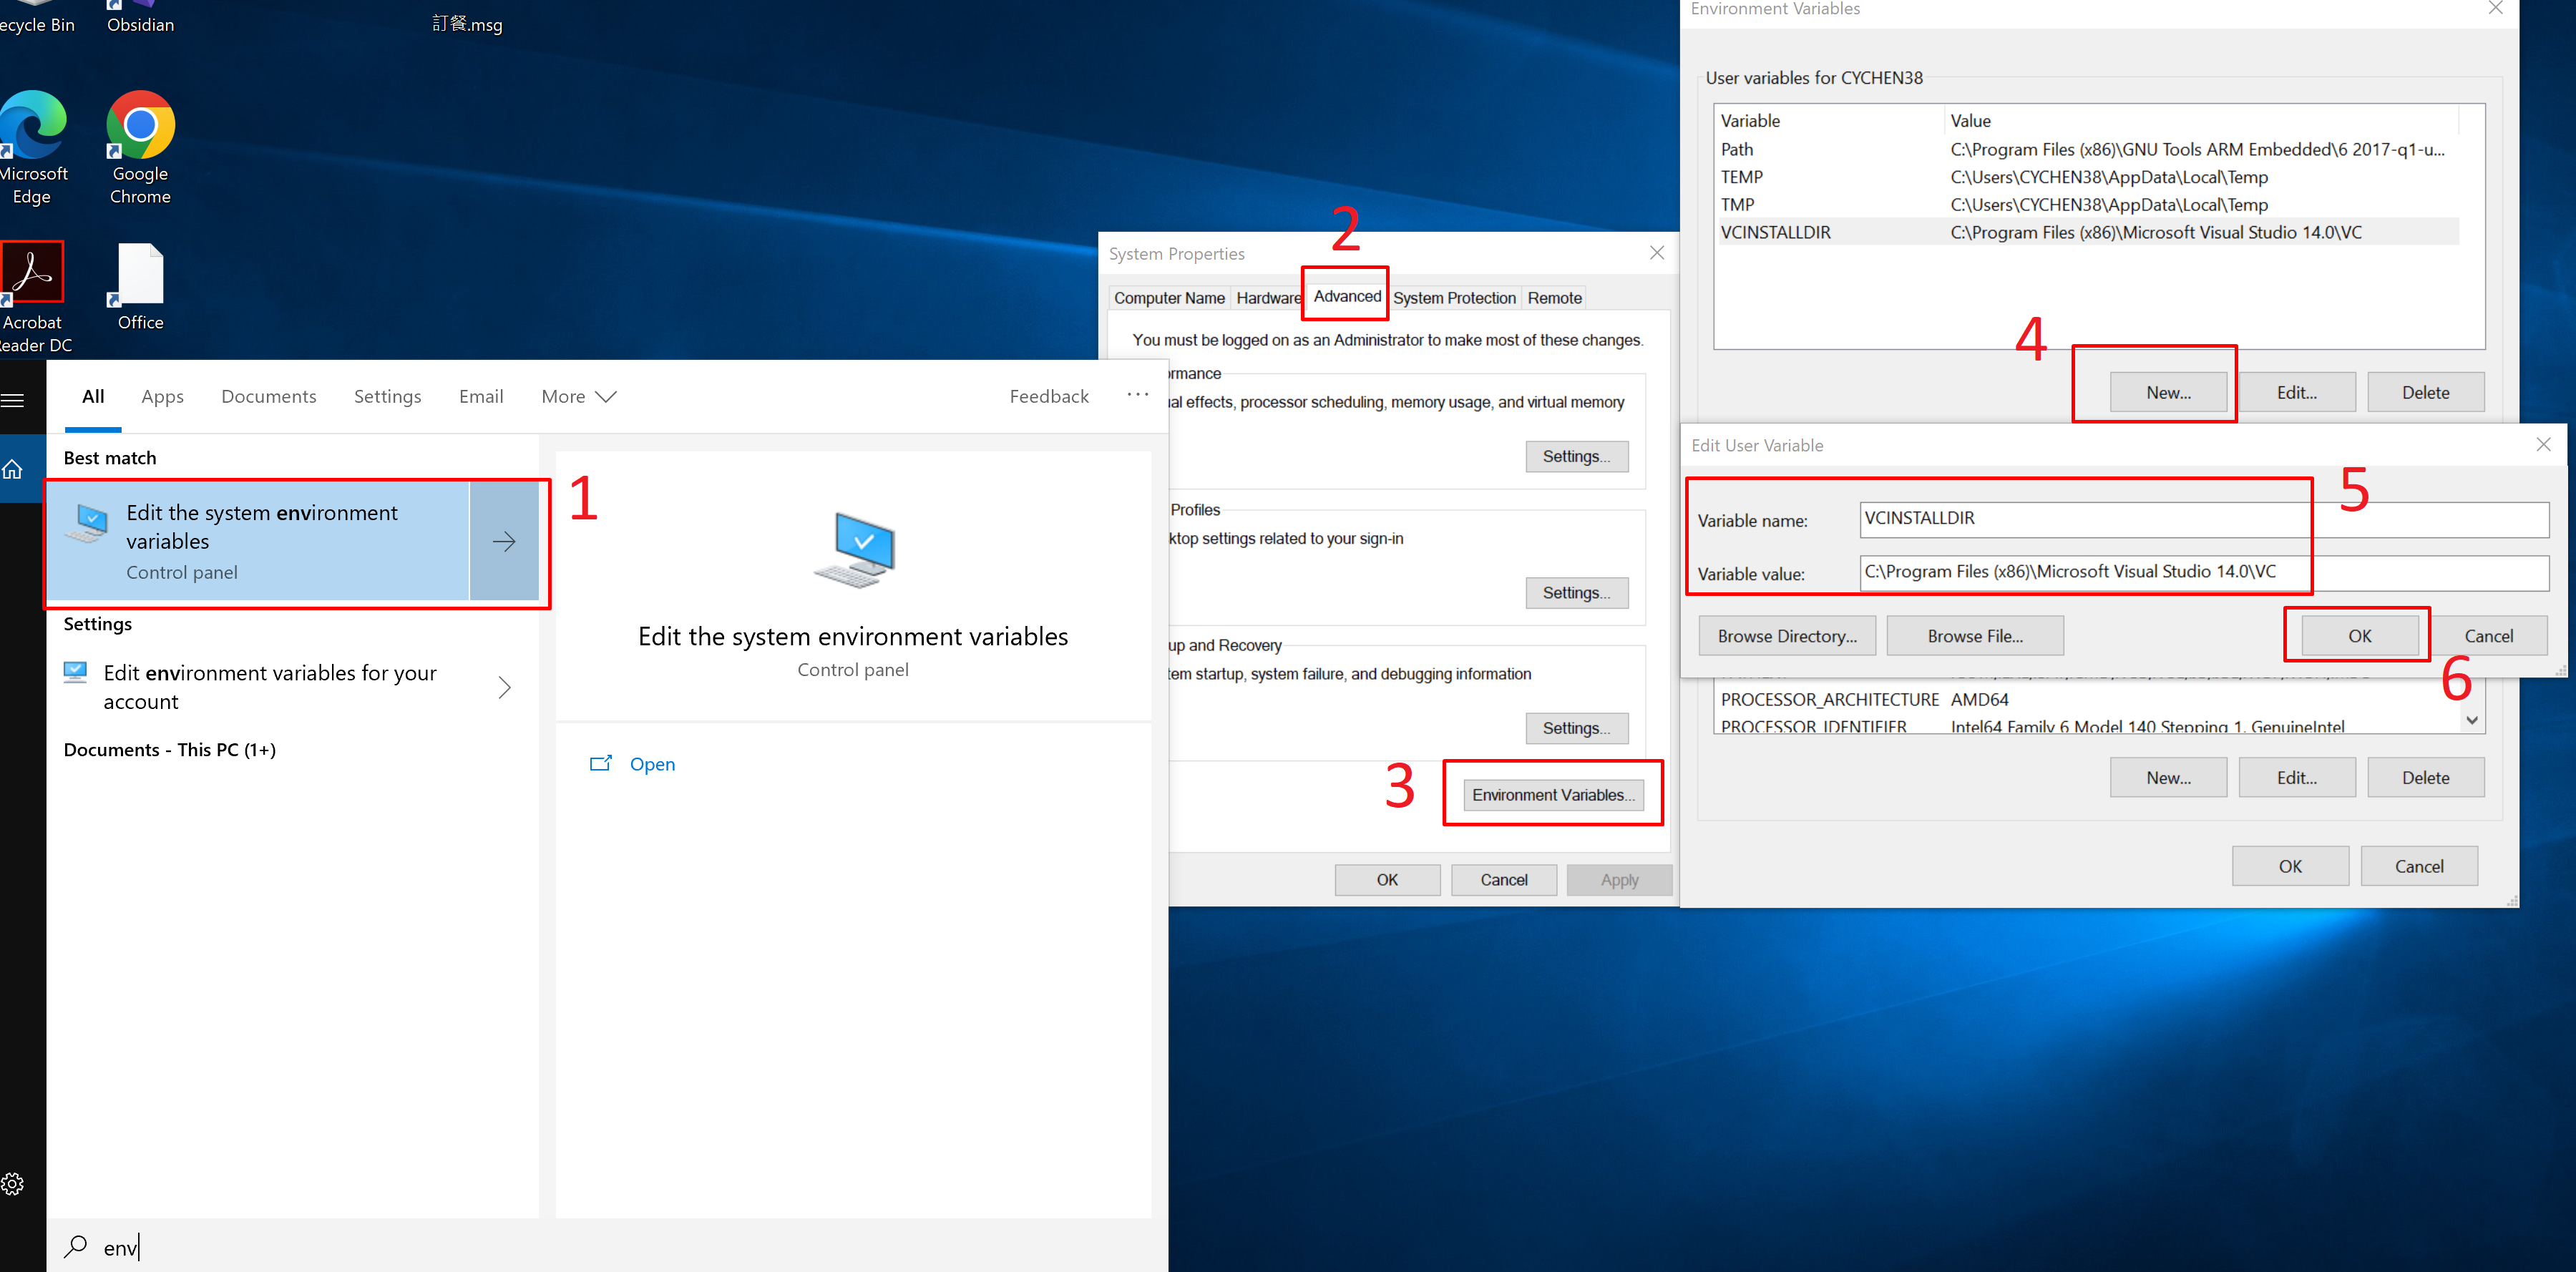 ecycle Bin
Obsidian
訂餐.msg
Microsoft
Edge
Google
Chrome
Acrobat
Reader DC
Office
All
Apps
Documents
Settings
Email
More
Feedback
...
Best match
Edit the system environment
variables
Control panel
1
Settings
Edit environment variables for your
account
Documents - This PC (1+)
Edit the system environment variables
Control panel
Open
env
System Properties
2
Computer Name
Hardware
Advanced
System Protection
Remote
You must be logged on as an Administrator to make most of these changes.
rmance
al effects, processor scheduling, memory usage, and virtual memory
Settings...
Profiles
ktop settings related to your sign-in
Settings...
up and Recovery
tem startup, system failure, and debugging information
Settings...
3
Environment Variables...
OK
Cancel
Apply
Environment Variables
User variables for CYCHEN38
Variable Value
Path C:\Program Files (x86)\GNU Tools ARM Embedded\6 2017-q1-u...
TEMP C:\Users\CYCHEN38\AppData\Local\Temp
TMP C:\Users\CYCHEN38\AppData\Local\Temp
VCINSTALLDIR C:\Program Files (x86)\Microsoft Visual Studio 14.0\VC
4
New...
Edit...
Delete
Edit User Variable
5
Variable name: VCINSTALLDIR
Variable value: C:\Program Files (x86)\Microsoft Visual Studio 14.0\VC
Browse Directory...
Browse File...
OK
Cancel
6
PROCESSOR_ARCHITECTURE AMD64
PROCESSOR_IDENTIFIER Intel64 Family 6 Model 140 Stepping 1, GenuineIntel
New...
Edit...
Delete
OK
Cancel